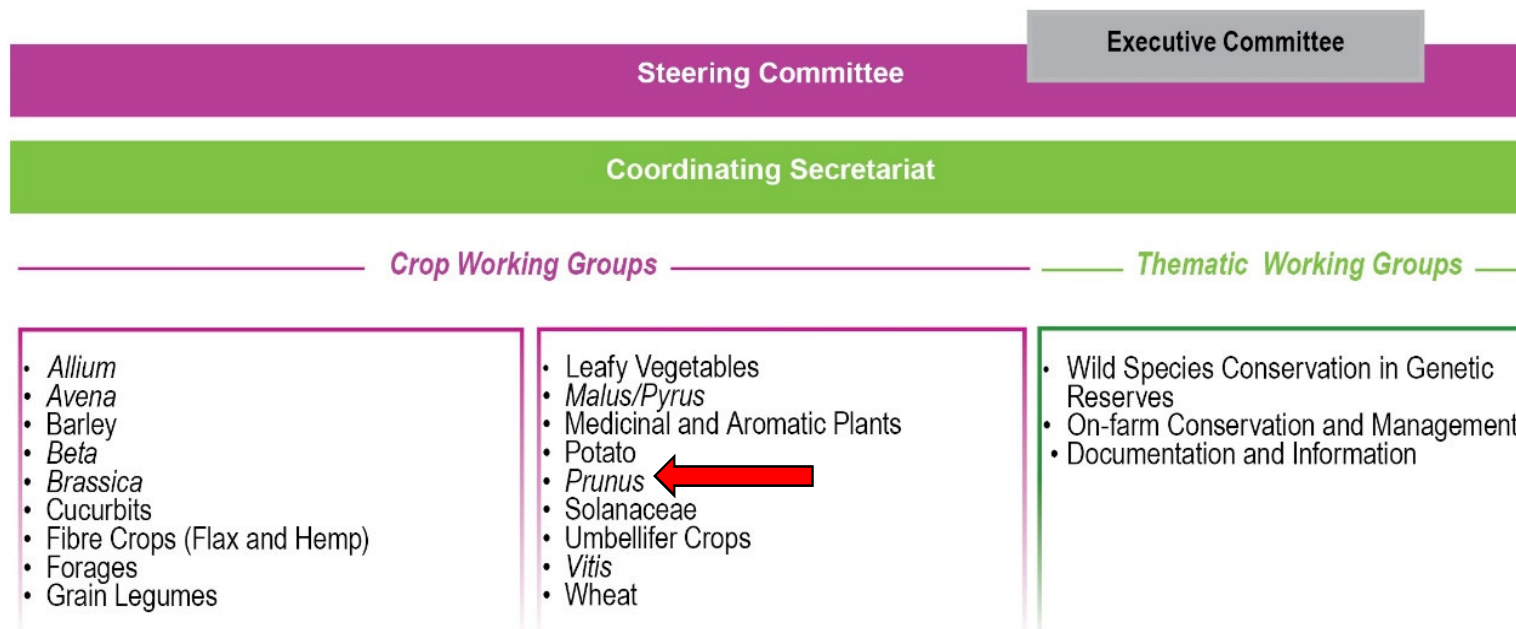 Executive Committee
Steering Committee
Coordinating Secretariat
Crop Working Groups
Thematic Working Groups
• Allium
• Avena
• Barley
• Beta
• Brassica
• Cucurbits
• Fibre Crops (Flax and Hemp)
• Forages
• Grain Legumes
• Leafy Vegetables
• Malus/Pyrus
• Medicinal and Aromatic Plants
• Potato
• Prunus
• Solanaceae
• Umbellifer Crops
• Vitis
• Wheat
• Wild Species Conservation in Genetic
Reserves
• On-farm Conservation and Management
• Documentation and Information